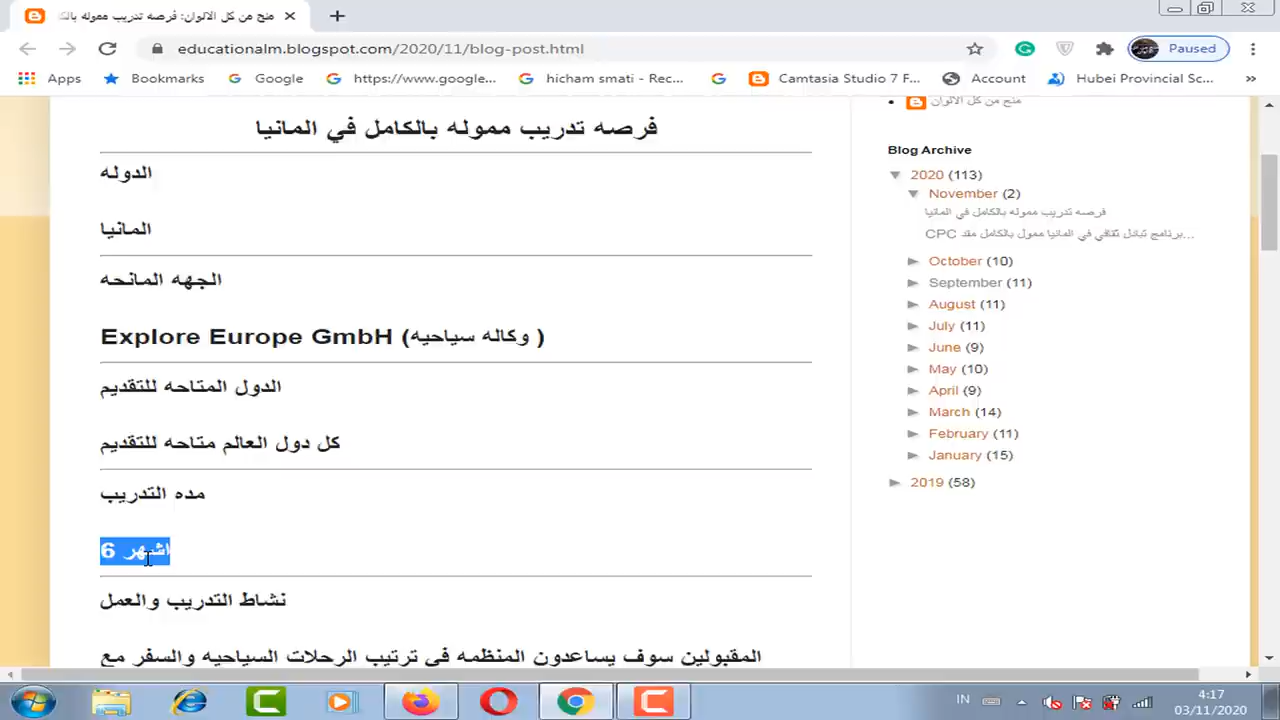 منح من كل الالوان: فرصه تدريب مموله بالك
educationalm.blogspot.com/2020/11/blog-post.html
Paused
Apps
Bookmarks
Google
https://www.google...
hicham smati - Rec...
Camtasia Studio 7 F...
Account
Hubei Provincial Sc...
»
فرصه تدريب مموله بالكامل في المانيا
الدوله
المانيا
الجهه المانحه
Explore Europe GmbH (وكاله سياحيه )
الدول المتاحه للتقديم
كل دول العالم متاحه للتقديم
مده التدريب
6 اشهر
نشاط التدريب والعمل
المقبولين سوف يساعدون المنظمه في ترتيب الرحلات السياحيه والسفر مع
منح من كل الالوان
Blog Archive
2020 (113)
November (2)
فرصه تدريب مموله بالكامل في المانيا
برنامج تبادل ثقافي في المانيا ممول بالكامل مقد CPC...
October (10)
September (11)
August (11)
July (11)
June (9)
May (10)
April (9)
March (14)
February (11)
January (15)
2019 (58)
IN
4:17
03/11/2020